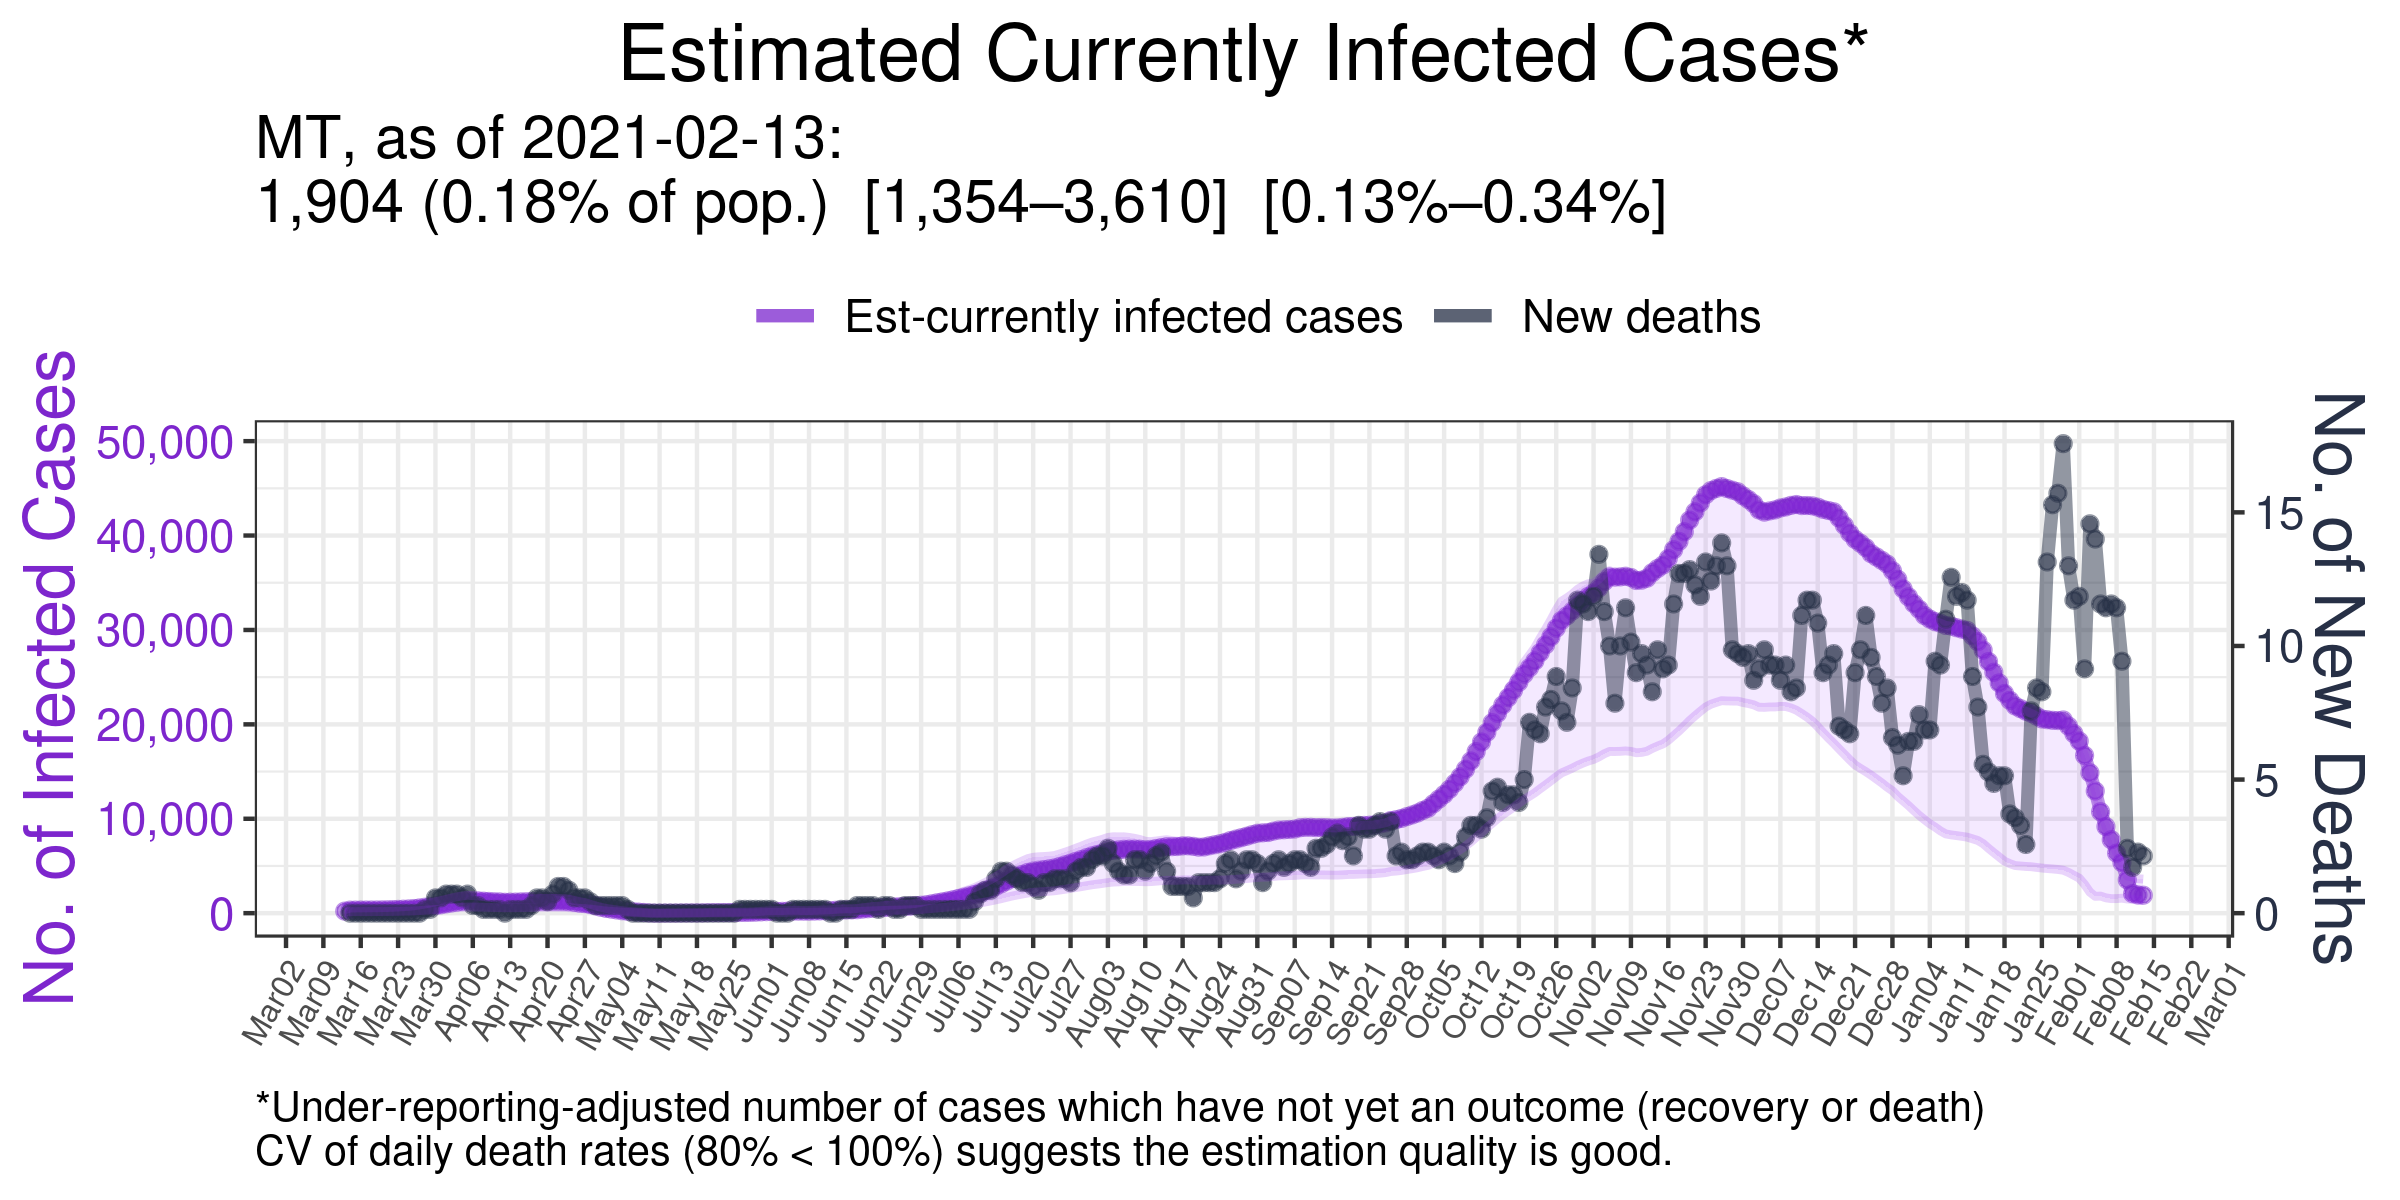 Estimated Currently Infected Cases*
MT, as of 2021-02-13:
1,904 (0.18% of pop.)  [1,354–3,610]  [0.13%–0.34%]
Est-currently infected cases
New deaths
No. of Infected Cases
50,000
40,000
30,000
20,000
10,000
0
No. of New Deaths
15
10
5
0
Mar02
Mar09
Mar16
Mar23
Mar30
Apr06
Apr13
Apr20
Apr27
May04
May11
May18
May25
Jun01
Jun08
Jun15
Jun22
Jun29
Jul06
Jul13
Jul20
Jul27
Aug03
Aug10
Aug17
Aug24
Aug31
Sep07
Sep14
Sep21
Sep28
Oct05
Oct12
Oct19
Oct26
Nov02
Nov09
Nov16
Nov23
Nov30
Dec07
Dec14
Dec21
Dec28
Jan04
Jan11
Jan18
Jan25
Feb01
Feb08
Feb15
Feb22
Mar01
*Under-reporting-adjusted number of cases which have not yet an outcome (recovery or death)
CV of daily death rates (80% < 100%) suggests the estimation quality is good.